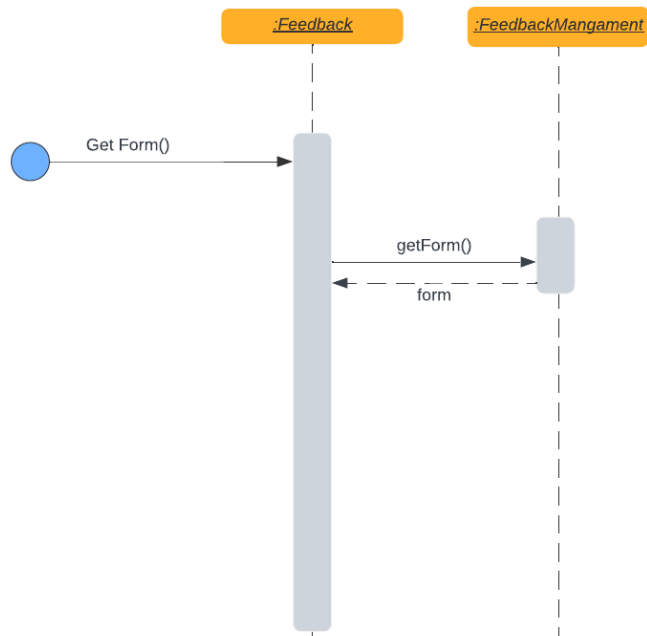 :Feedback
:FeedbackMangament
Get Form()
getForm()
form